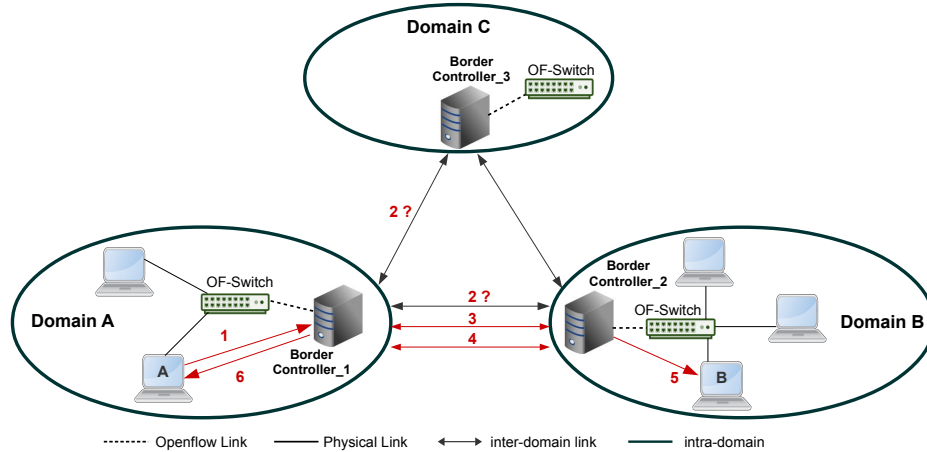 Domain C
Border
Controller_3
OF-Switch
2 ?
Domain A
OF-Switch
1
6
A
Border
Controller_1
2 ?
3
4
Border
Controller_2
OF-Switch
Domain B
5
B
Openflow Link
Physical Link
inter-domain link
intra-domain